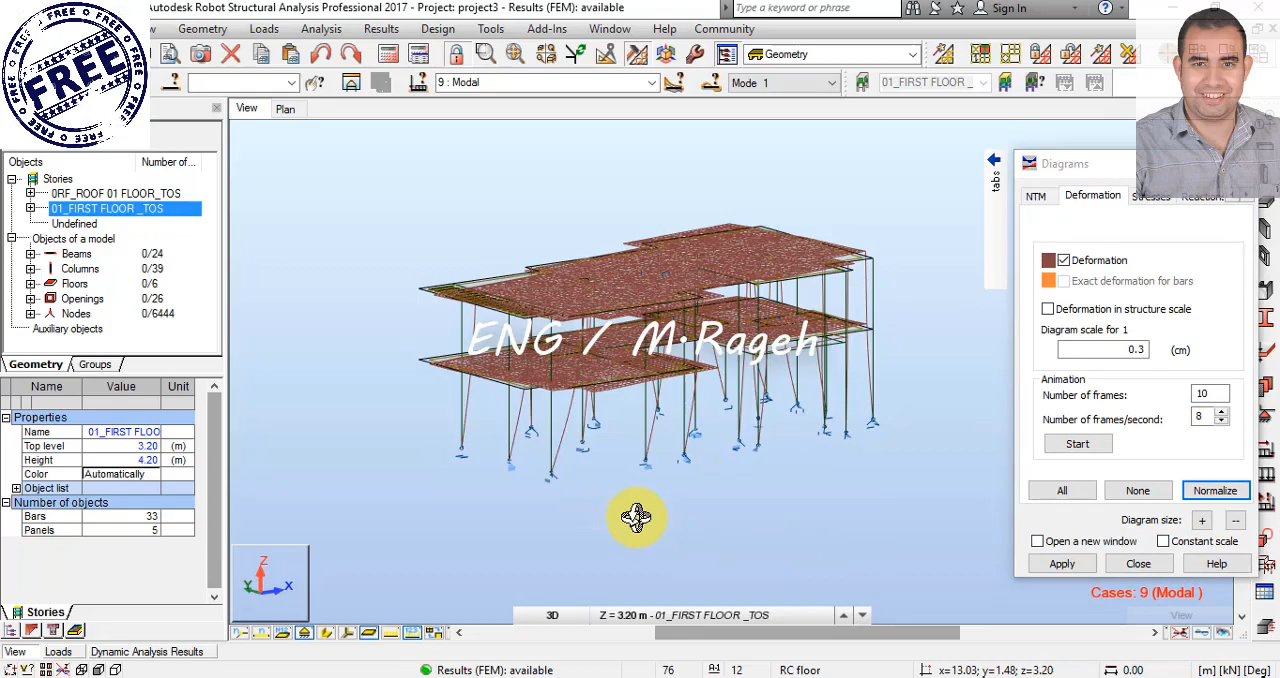 Autodesk Robot Structural Analysis Professional 2017 - Project: project3 - Results (FEM): available
Type a keyword or phrase
Sign In
Geometry Loads Analysis Results Design Tools Add-Ins Window Help Community
Geometry
9 : Modal
Mode 1
01_FIRST FLOOR _
FREE
FREE
View
Plan
Objects
Number of...
Stories
0RF_ROOF 01 FLOOR_TOS
01_FIRST FLOOR _TOS
Undefined
Objects of a model
Beams 0/24
Columns 0/39
Floors 0/6
Openings 0/26
Nodes 0/6444
Auxiliary objects
Geometry
Groups
Name Value Unit
Properties
Name 01_FIRST FLOO
Top level 3.20 (m)
Height 4.20 (m)
Color Automatically
Object list
Number of objects
Bars 33
Panels 5
Stories
ENG / M.Rageh
tabs
Diagrams
NTM Deformation Stresses Reaction
Deformation
Exact deformation for bars
Deformation in structure scale
Diagram scale for 1
0.3 (cm)
Animation
Number of frames: 10
Number of frames/second: 8
Start
All None Normalize
Diagram size: + --
Open a new window Constant scale
Apply Close Help
Cases: 9 (Modal )
Z
Y
X
3D Z = 3.20 m - 01_FIRST FLOOR _TOS
View
View Loads Dynamic Analysis Results
Results (FEM): available 76 12 RC floor x=13.03; y=1.48; z=3.20 0.00 [m] [kN] [Deg]